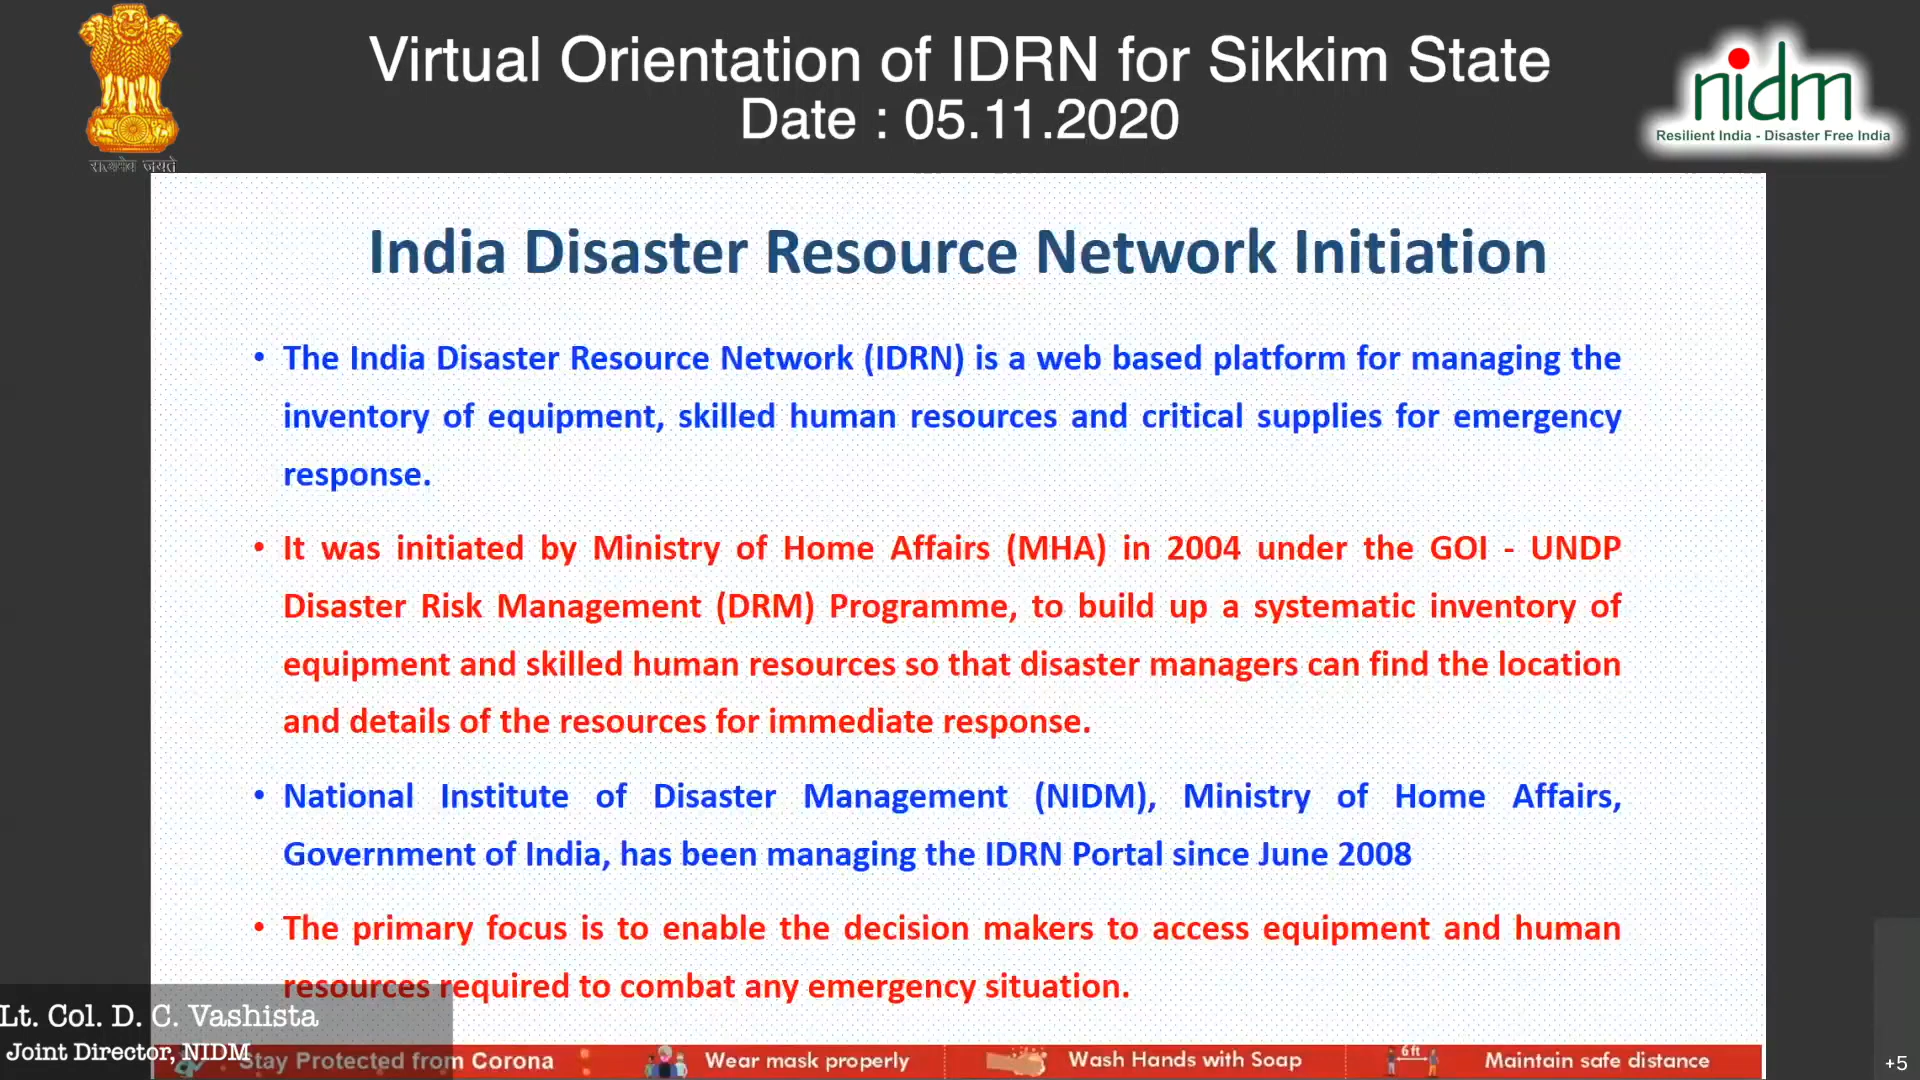 Virtual Orientation of IDRN for Sikkim State
Date : 05.11.2020
सत्यमेव जयते
nidm
Resilient India - Disaster Free India
India Disaster Resource Network Initiation
• The India Disaster Resource Network (IDRN) is a web based platform for managing the
inventory of equipment, skilled human resources and critical supplies for emergency
response.
• It was initiated by Ministry of Home Affairs (MHA) in 2004 under the GOI - UNDP
Disaster Risk Management (DRM) Programme, to build up a systematic inventory of
equipment and skilled human resources so that disaster managers can find the location
and details of the resources for immediate response.
• National Institute of Disaster Management (NIDM), Ministry of Home Affairs,
Government of India, has been managing the IDRN Portal since June 2008
• The primary focus is to enable the decision makers to access equipment and human
resources required to combat any emergency situation.
Lt. Col. D. C. Vashista
Joint Director, NIDM
Stay Protected from Corona
Wear mask properly
Wash Hands with Soap
6ft
Maintain safe distance
+5